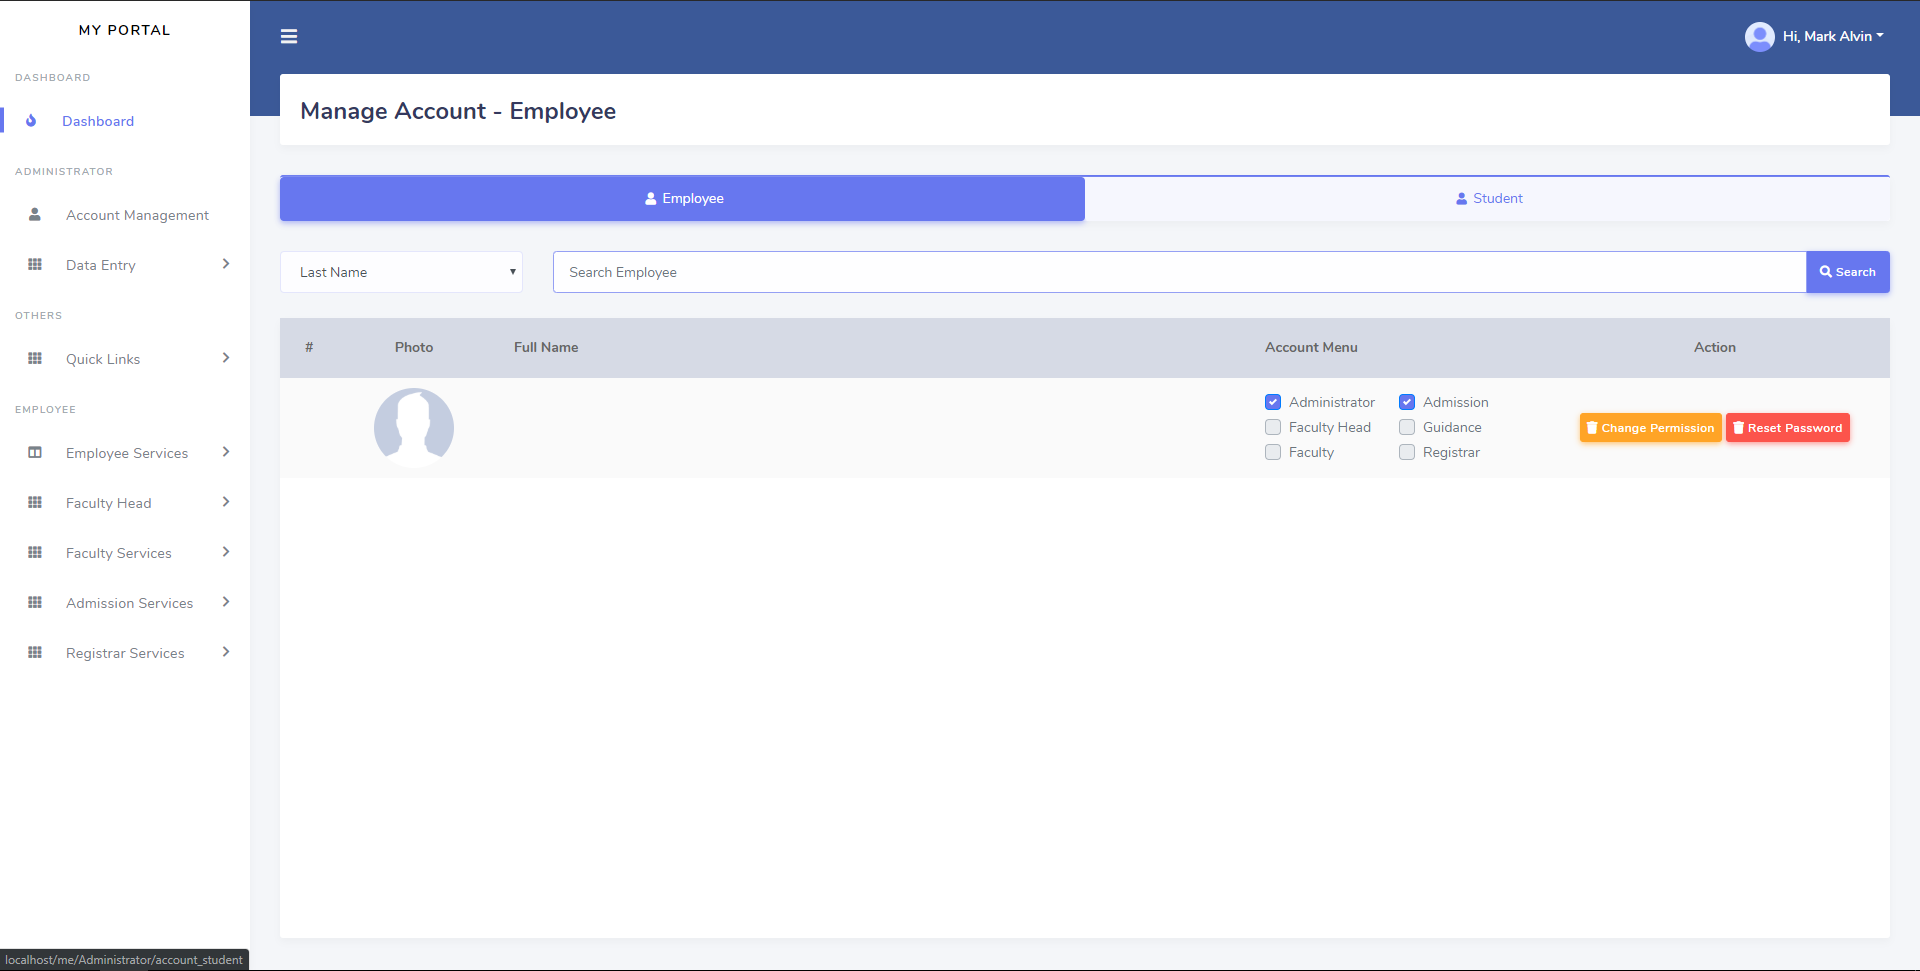 MY PORTAL
Hi, Mark Alvin
DASHBOARD
Dashboard
ADMINISTRATOR
Account Management
Data Entry
OTHERS
Quick Links
EMPLOYEE
Employee Services
Faculty Head
Faculty Services
Admission Services
Registrar Services
Manage Account - Employee
Employee
Student
Last Name
Search Employee
Search
# Photo Full Name Account Menu Action
Administrator Admission
Faculty Head Guidance
Faculty Registrar
Change Permission Reset Password
localhost/me/Administrator/account_student